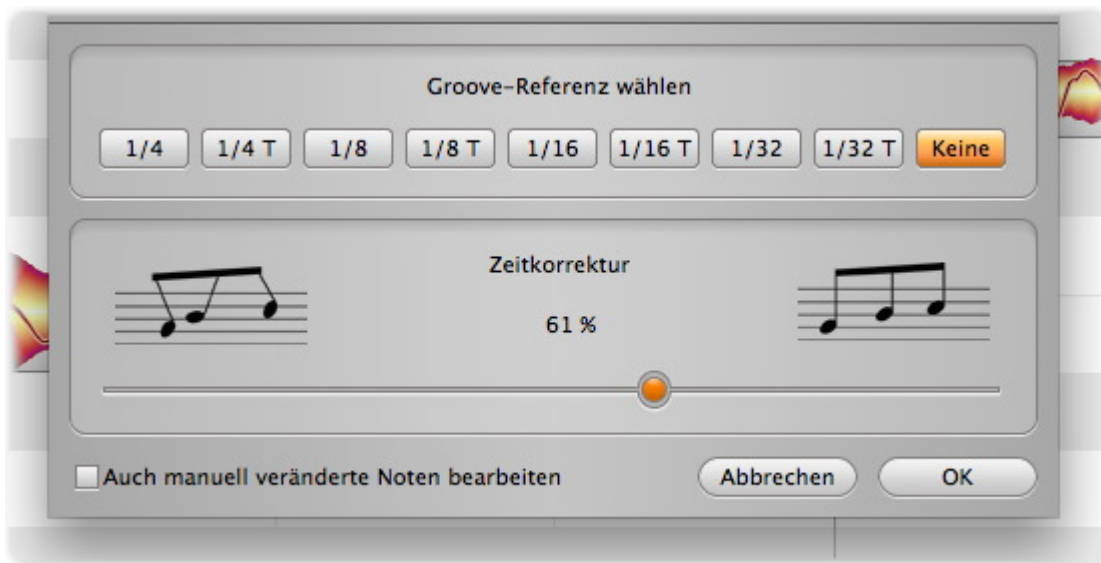 Groove-Referenz wählen
1/4 1/4 T 1/8 1/8 T 1/16 1/16 T 1/32 1/32 T Keine
Zeitkorrektur
61 %
Auch manuell veränderte Noten bearbeiten Abbrechen OK